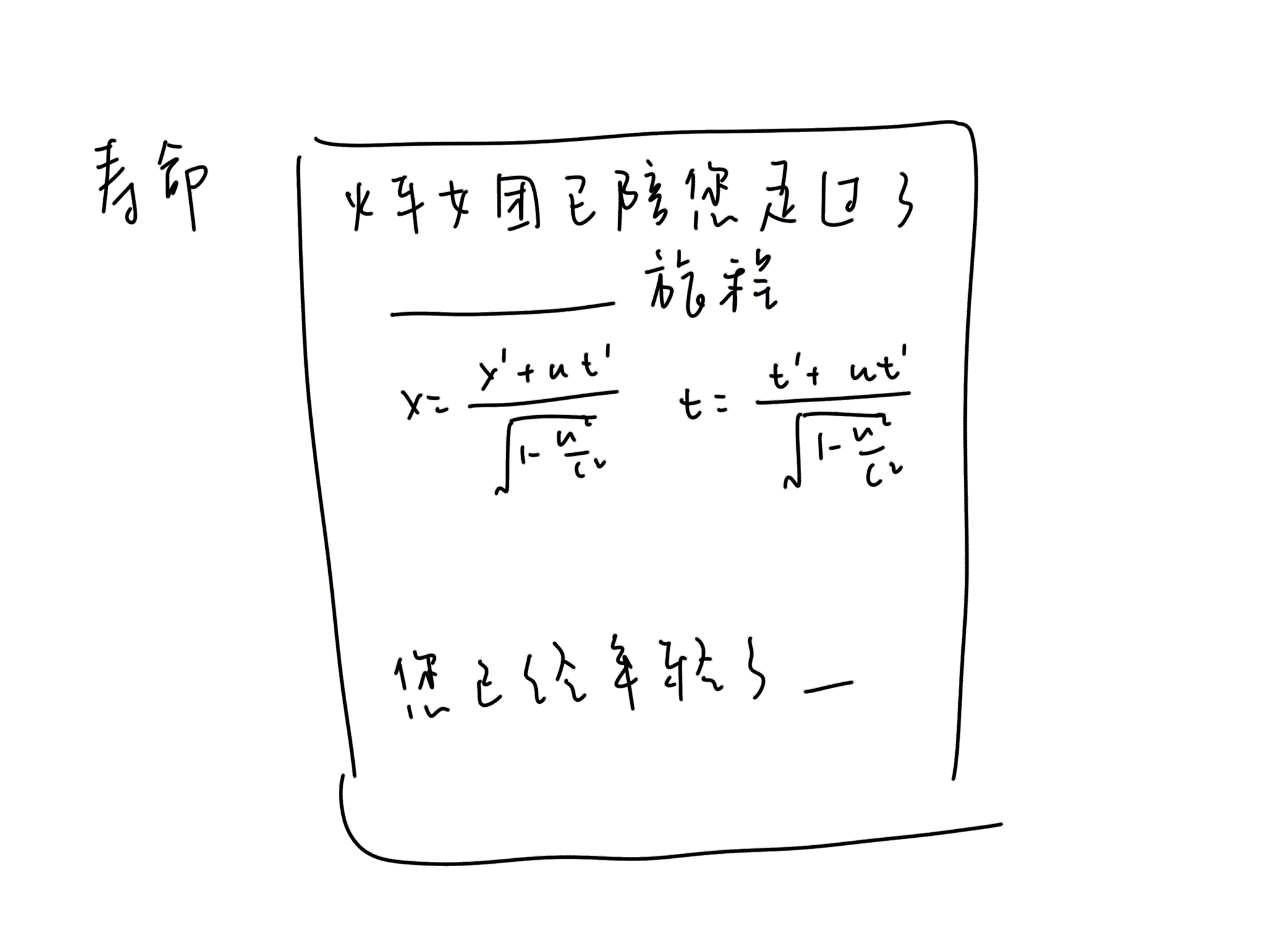 寿命
火车女团已陪您走过了
______ 旅程
x = \frac{x' + ut'}{\sqrt{1 - \frac{u^2}{c^2}}} t = \frac{t' + ut'}{\sqrt{1 - \frac{u^2}{c^2}}}
您已经年轻了 __